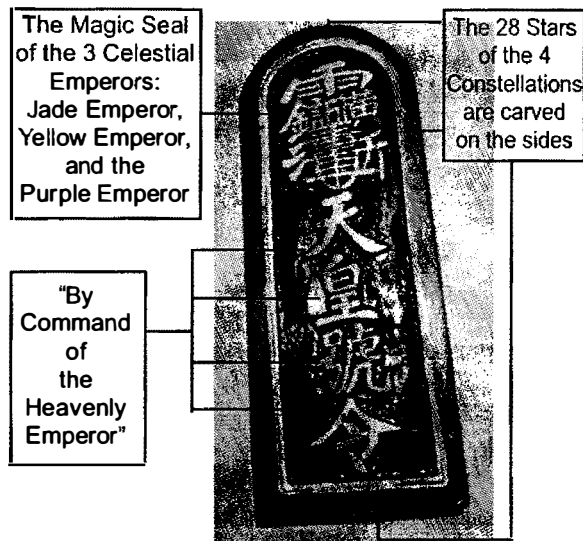 The Magic Seal
of the 3 Celestial
Emperors:
Jade Emperor,
Yellow Emperor,
and the
Purple Emperor
The 28 Stars
of the 4
Constellations
are carved
on the sides
"By
Command
of
the
Heavenly
Emperor"
天
皇
號
令